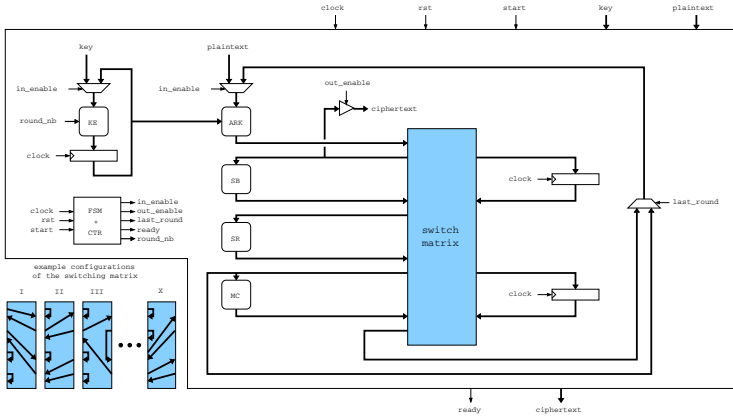 clock rst start key plaintext
key plaintext
out_enable
in_enable in_enable
ciphertext
round_nb KE ARK
clock
SB clock
in_enable
out_enable
last_round
ready
round_nb
clock
rst
start
FSM
+
CTR
last_round
SR
switch
matrix
example configurations
of the switching matrix
MC clock
I II III X
ready ciphertext